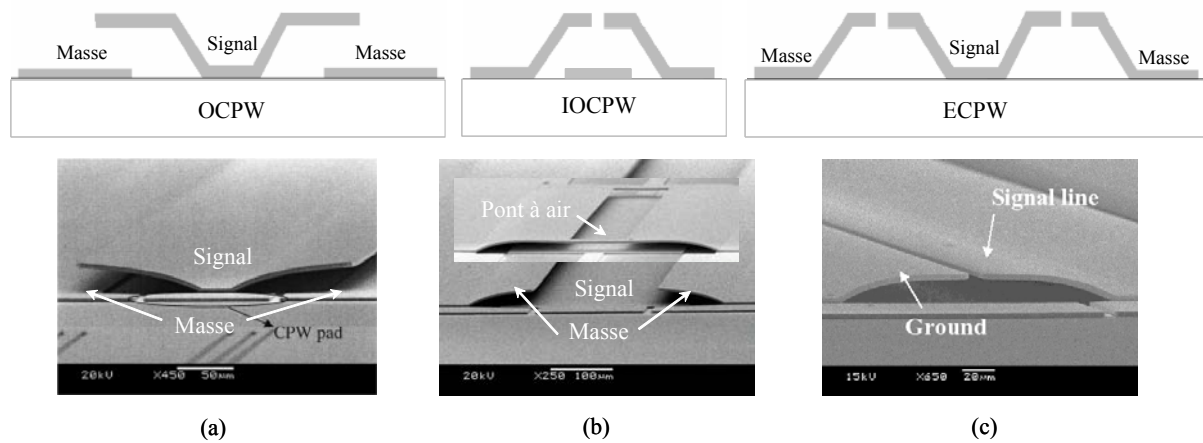 Masse
Signal
Masse
OCPW
IOCPW
Masse
Signal
Masse
ECPW
Signal
Masse
CPW pad
20kV X450 50µm
Pont à air
Signal
Masse
20kV X250 100µm
Signal line
Ground
15kV X650 20µm
(a)
(b)
(c)